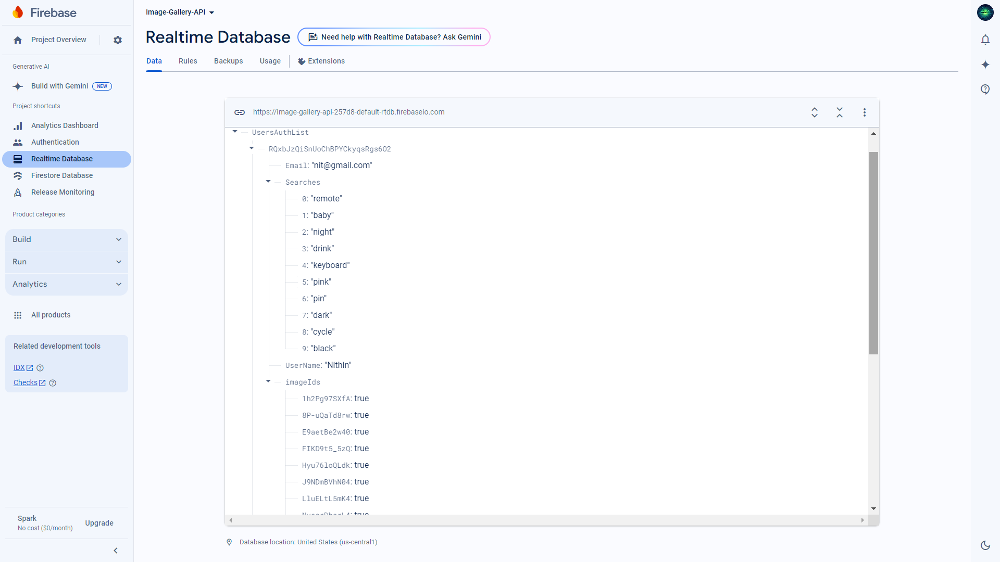 Firebase
Project Overview
Generative AI
Build with Gemini NEW
Project shortcuts
Analytics Dashboard
Authentication
Realtime Database
Firestore Database
Release Monitoring
Product categories
Build
Run
Analytics
All products
Related development tools
IDX
Checks
Spark
No cost ($0/month)
Upgrade
Image-Gallery-API
Realtime Database
Need help with Realtime Database? Ask Gemini
Data Rules Backups Usage Extensions
https://image-gallery-api-257d8-default-rtdb.firebaseio.com
UsersAuthList
RQxbJzQiSnUoChBPYCkyqsRgs6O2
Email: "nit@gmail.com"
Searches
0: "remote"
1: "baby"
2: "night"
3: "drink"
4: "keyboard"
5: "pink"
6: "pin"
7: "dark"
8: "cycle"
9: "black"
UserName: "Nithin"
imageIds
1h2Pg97SXfA: true
8P-uQaTd8rw: true
E9aetBe2w40: true
FIKD9t5_5zQ: true
Hyu76loQLdk: true
J9NDmBVhN04: true
LluELtL5mK4: true
Database location: United States (us-central1)